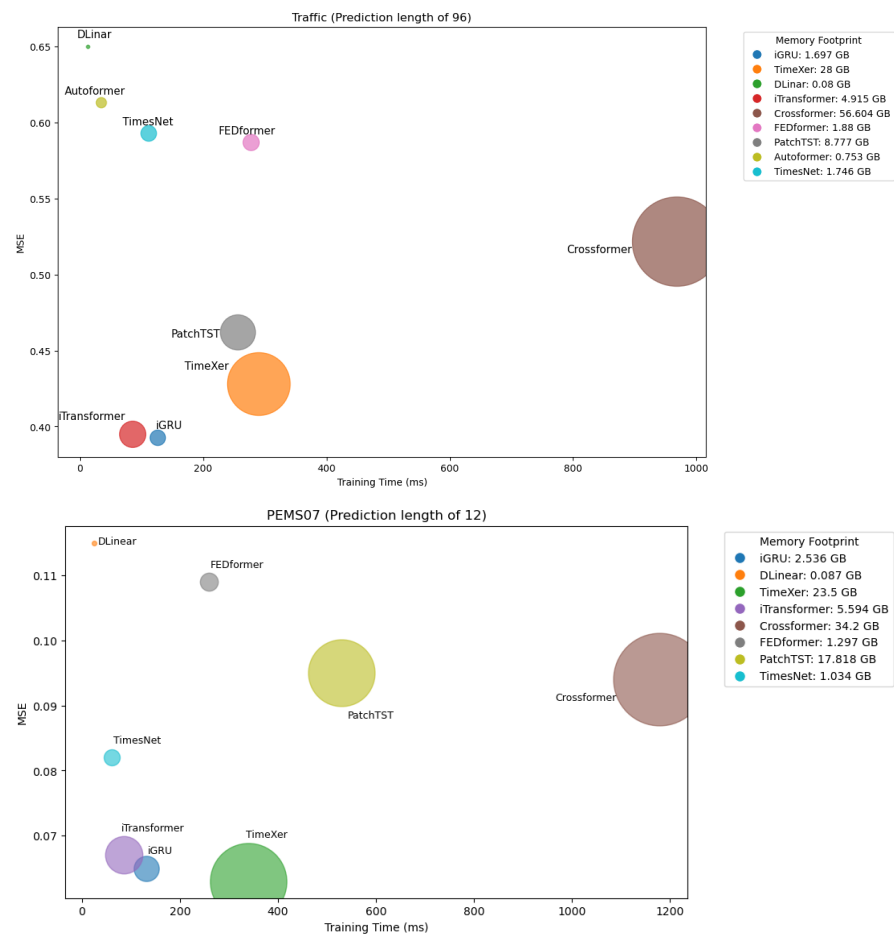 Traffic (Prediction length of 96)
DLinar
Autoformer
TimesNet
FEDformer
Crossformer
PatchTST
TimeXer
iTransformer
iGRU
0.65
0.60
0.55
0.50
0.45
0.40
MSE
0 200 400 600 800 1000
Training Time (ms)
Memory Footprint
iGRU: 1.697 GB
TimeXer: 28 GB
DLinar: 0.08 GB
iTransformer: 4.915 GB
Crossformer: 56.604 GB
FEDformer: 1.88 GB
PatchTST: 8.777 GB
Autoformer: 0.753 GB
TimesNet: 1.746 GB
PEMS07 (Prediction length of 12)
DLinear
FEDformer
PatchTST
Crossformer
TimesNet
iTransformer
iGRU
TimeXer
0.11
0.10
0.09
0.08
0.07
MSE
0 200 400 600 800 1000 1200
Training Time (ms)
Memory Footprint
iGRU: 2.536 GB
DLinear: 0.087 GB
TimeXer: 23.5 GB
iTransformer: 5.594 GB
Crossformer: 34.2 GB
FEDformer: 1.297 GB
PatchTST: 17.818 GB
TimesNet: 1.034 GB